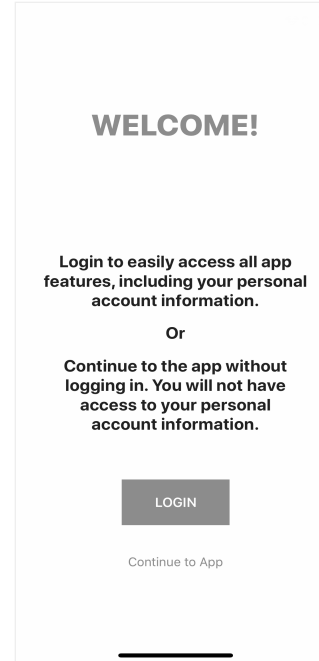 WELCOME!
Login to easily access all app
features, including your personal
account information.
Or
Continue to the app without
logging in. You will not have
access to your personal
account information.
LOGIN
Continue to App